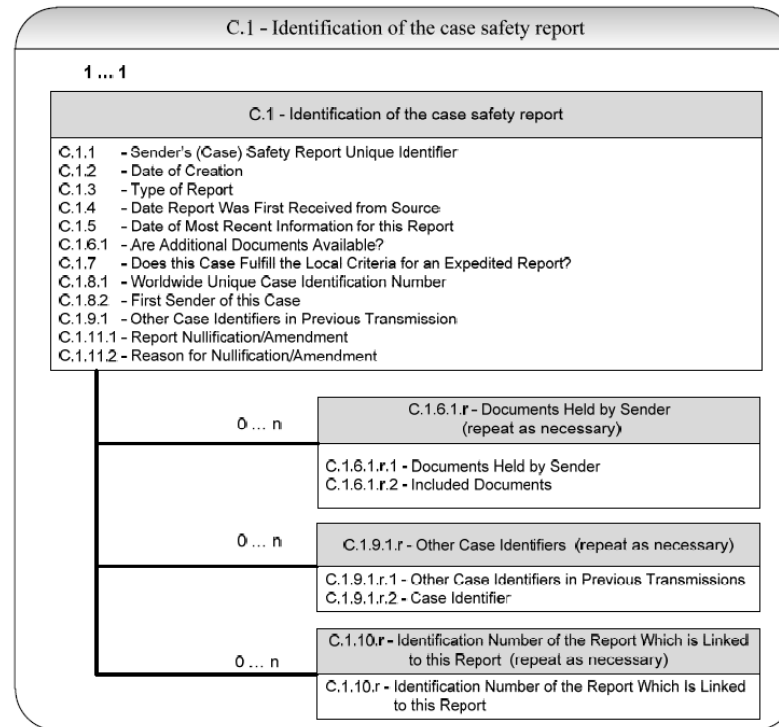 C.1 - Identification of the case safety report
1 ... 1
C.1 - Identification of the case safety report
C.1.1 - Sender's (Case) Safety Report Unique Identifier
C.1.2 - Date of Creation
C.1.3 - Type of Report
C.1.4 - Date Report Was First Received from Source
C.1.5 - Date of Most Recent Information for this Report
C.1.6.1 - Are Additional Documents Available?
C.1.7 - Does this Case Fulfill the Local Criteria for an Expedited Report?
C.1.8.1 - Worldwide Unique Case Identification Number
C.1.8.2 - First Sender of this Case
C.1.9.1 - Other Case Identifiers in Previous Transmission
C.1.11.1 - Report Nullification/Amendment
C.1.11.2 - Reason for Nullification/Amendment
0 ... n
C.1.6.1.r - Documents Held by Sender
(repeat as necessary)
C.1.6.1.r.1 - Documents Held by Sender
C.1.6.1.r.2 - Included Documents
0 ... n
C.1.9.1.r - Other Case Identifiers (repeat as necessary)
C.1.9.1.r.1 - Other Case Identifiers in Previous Transmissions
C.1.9.1.r.2 - Case Identifier
0 ... n
C.1.10.r - Identification Number of the Report Which is Linked
to this Report (repeat as necessary)
C.1.10.r - Identification Number of the Report Which Is Linked
to this Report